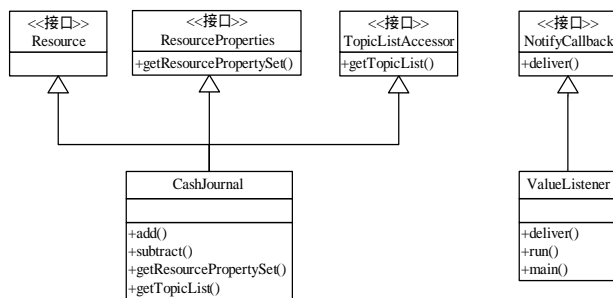 <<接口>>
Resource
<<接口>>
ResourceProperties
+getResourcePropertySet()
<<接口>>
TopicListAccessor
+getTopicList()
<<接口>>
NotifyCallback
+deliver()
CashJournal
+add()
+subtract()
+getResourcePropertySet()
+getTopicList()
ValueListener
+deliver()
+run()
+main()